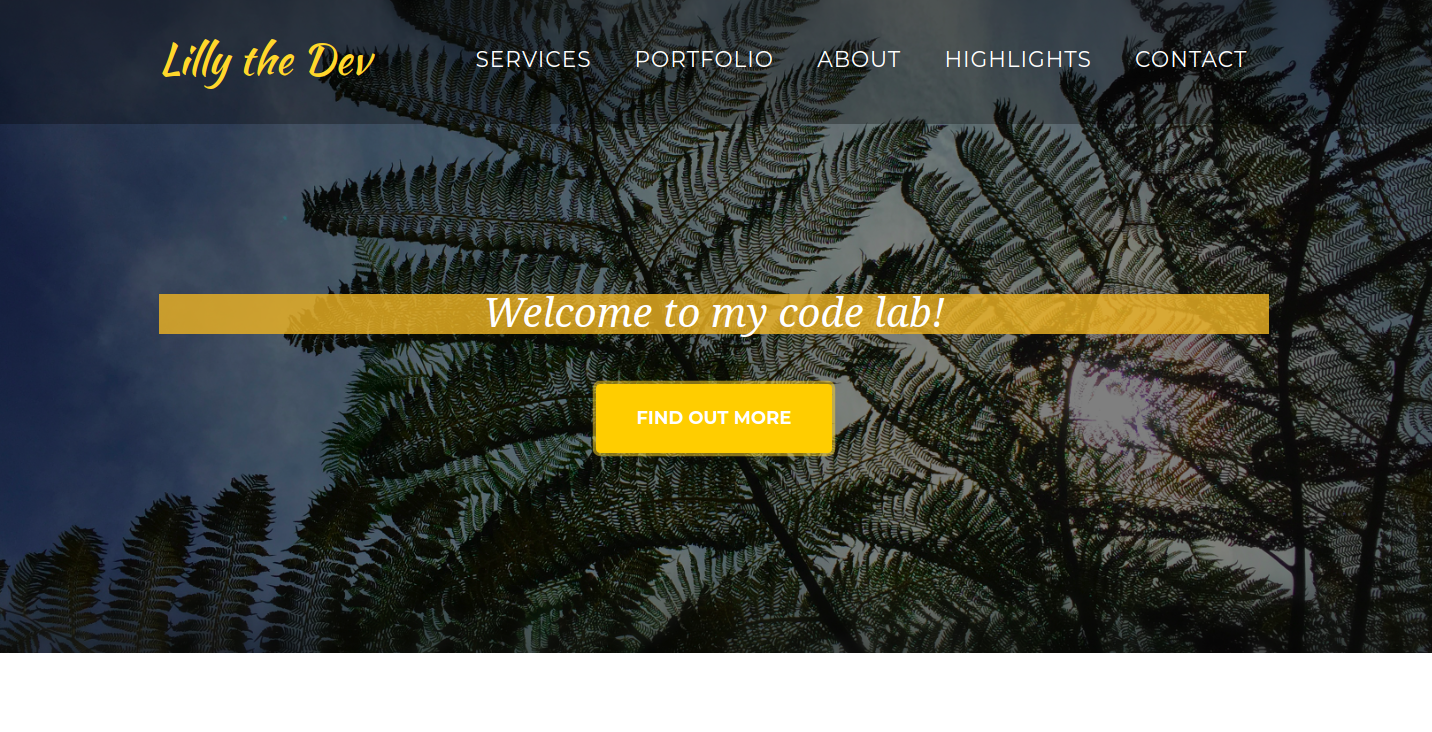 Lilly the Dev
SERVICES PORTFOLIO ABOUT HIGHLIGHTS CONTACT
Welcome to my code lab!
FIND OUT MORE